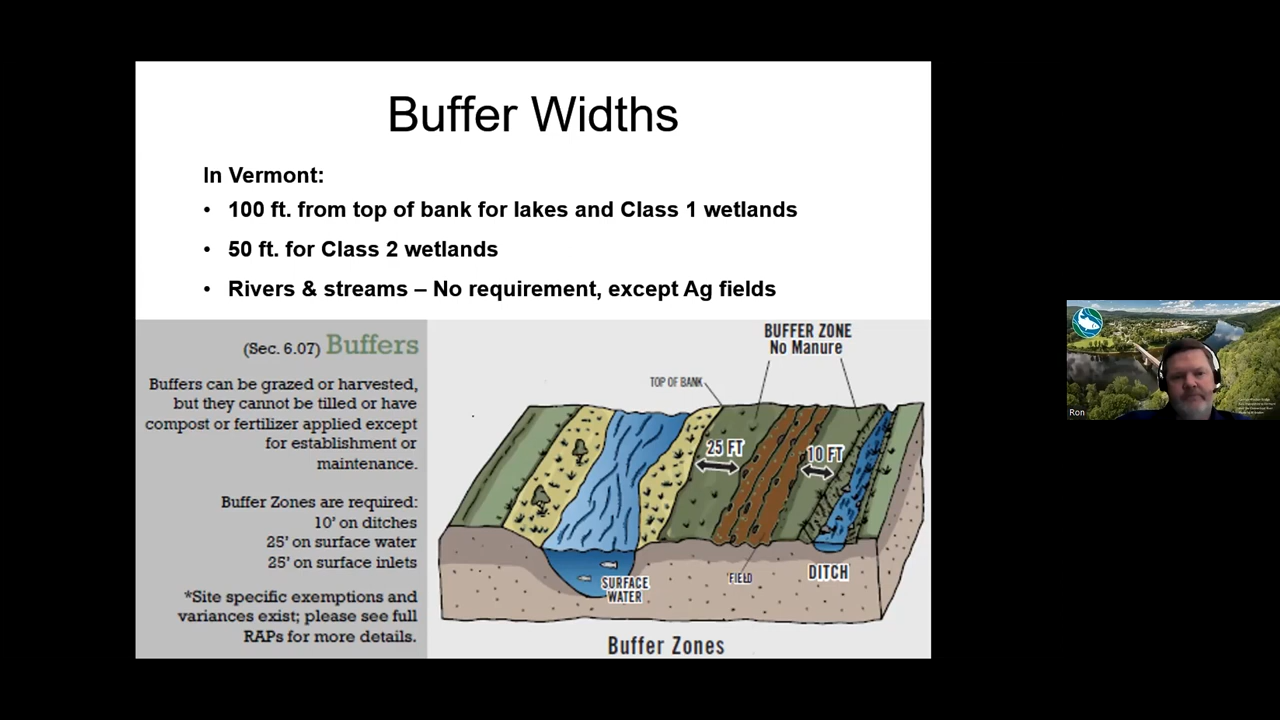 Buffer Widths
In Vermont:
• 100 ft. from top of bank for lakes and Class 1 wetlands
• 50 ft. for Class 2 wetlands
• Rivers & streams – No requirement, except Ag fields
(Sec. 6.07) Buffers
Buffers can be grazed or harvested,
but they cannot be tilled or have
compost or fertilizer applied except
for establishment or
maintenance.
Buffer Zones are required:
10' on ditches
25' on surface water
25' on surface inlets
*Site specific exemptions and
variances exist; please see full
RAPs for more details.
BUFFER ZONE
No Manure
TOP OF BANK
25 FT
10 FT
SURFACE
WATER
FIELD
DITCH
Buffer Zones
Ron